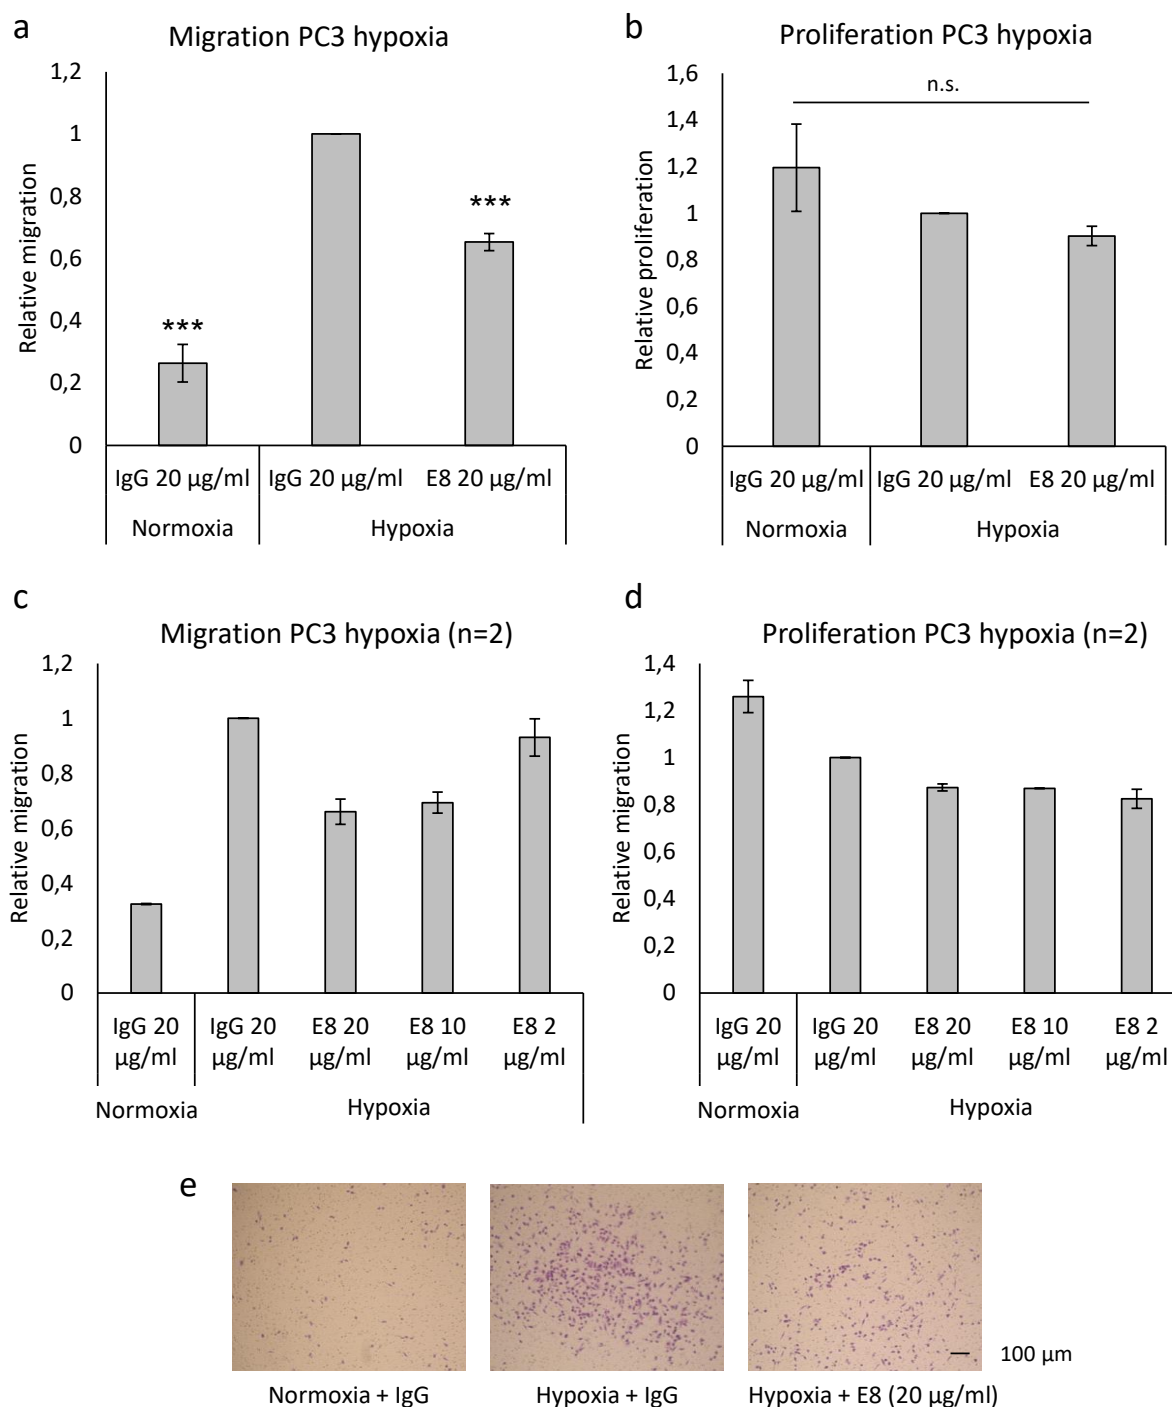 a
Migration PC3 hypoxia
1,2
1
0,8
0,6
0,4
0,2
0
Relative migration
***
***
IgG 20 µg/ml
IgG 20 µg/ml
E8 20 µg/ml
Normoxia
Hypoxia
b
Proliferation PC3 hypoxia
1,6
1,4
1,2
1
0,8
0,6
0,4
0,2
0
Relative proliferation
n.s.
IgG 20 µg/ml
IgG 20 µg/ml
E8 20 µg/ml
Normoxia
Hypoxia
c
Migration PC3 hypoxia (n=2)
1,2
1
0,8
0,6
0,4
0,2
0
Relative migration
IgG 20
µg/ml
IgG 20
µg/ml
E8 20
µg/ml
E8 10
µg/ml
E8 2
µg/ml
Normoxia
Hypoxia
d
Proliferation PC3 hypoxia (n=2)
1,4
1,2
1
0,8
0,6
0,4
0,2
0
Relative migration
IgG 20
µg/ml
IgG 20
µg/ml
E8 20
µg/ml
E8 10
µg/ml
E8 2
µg/ml
Normoxia
Hypoxia
e
100 µm
Normoxia + IgG
Hypoxia + IgG
Hypoxia + E8 (20 µg/ml)